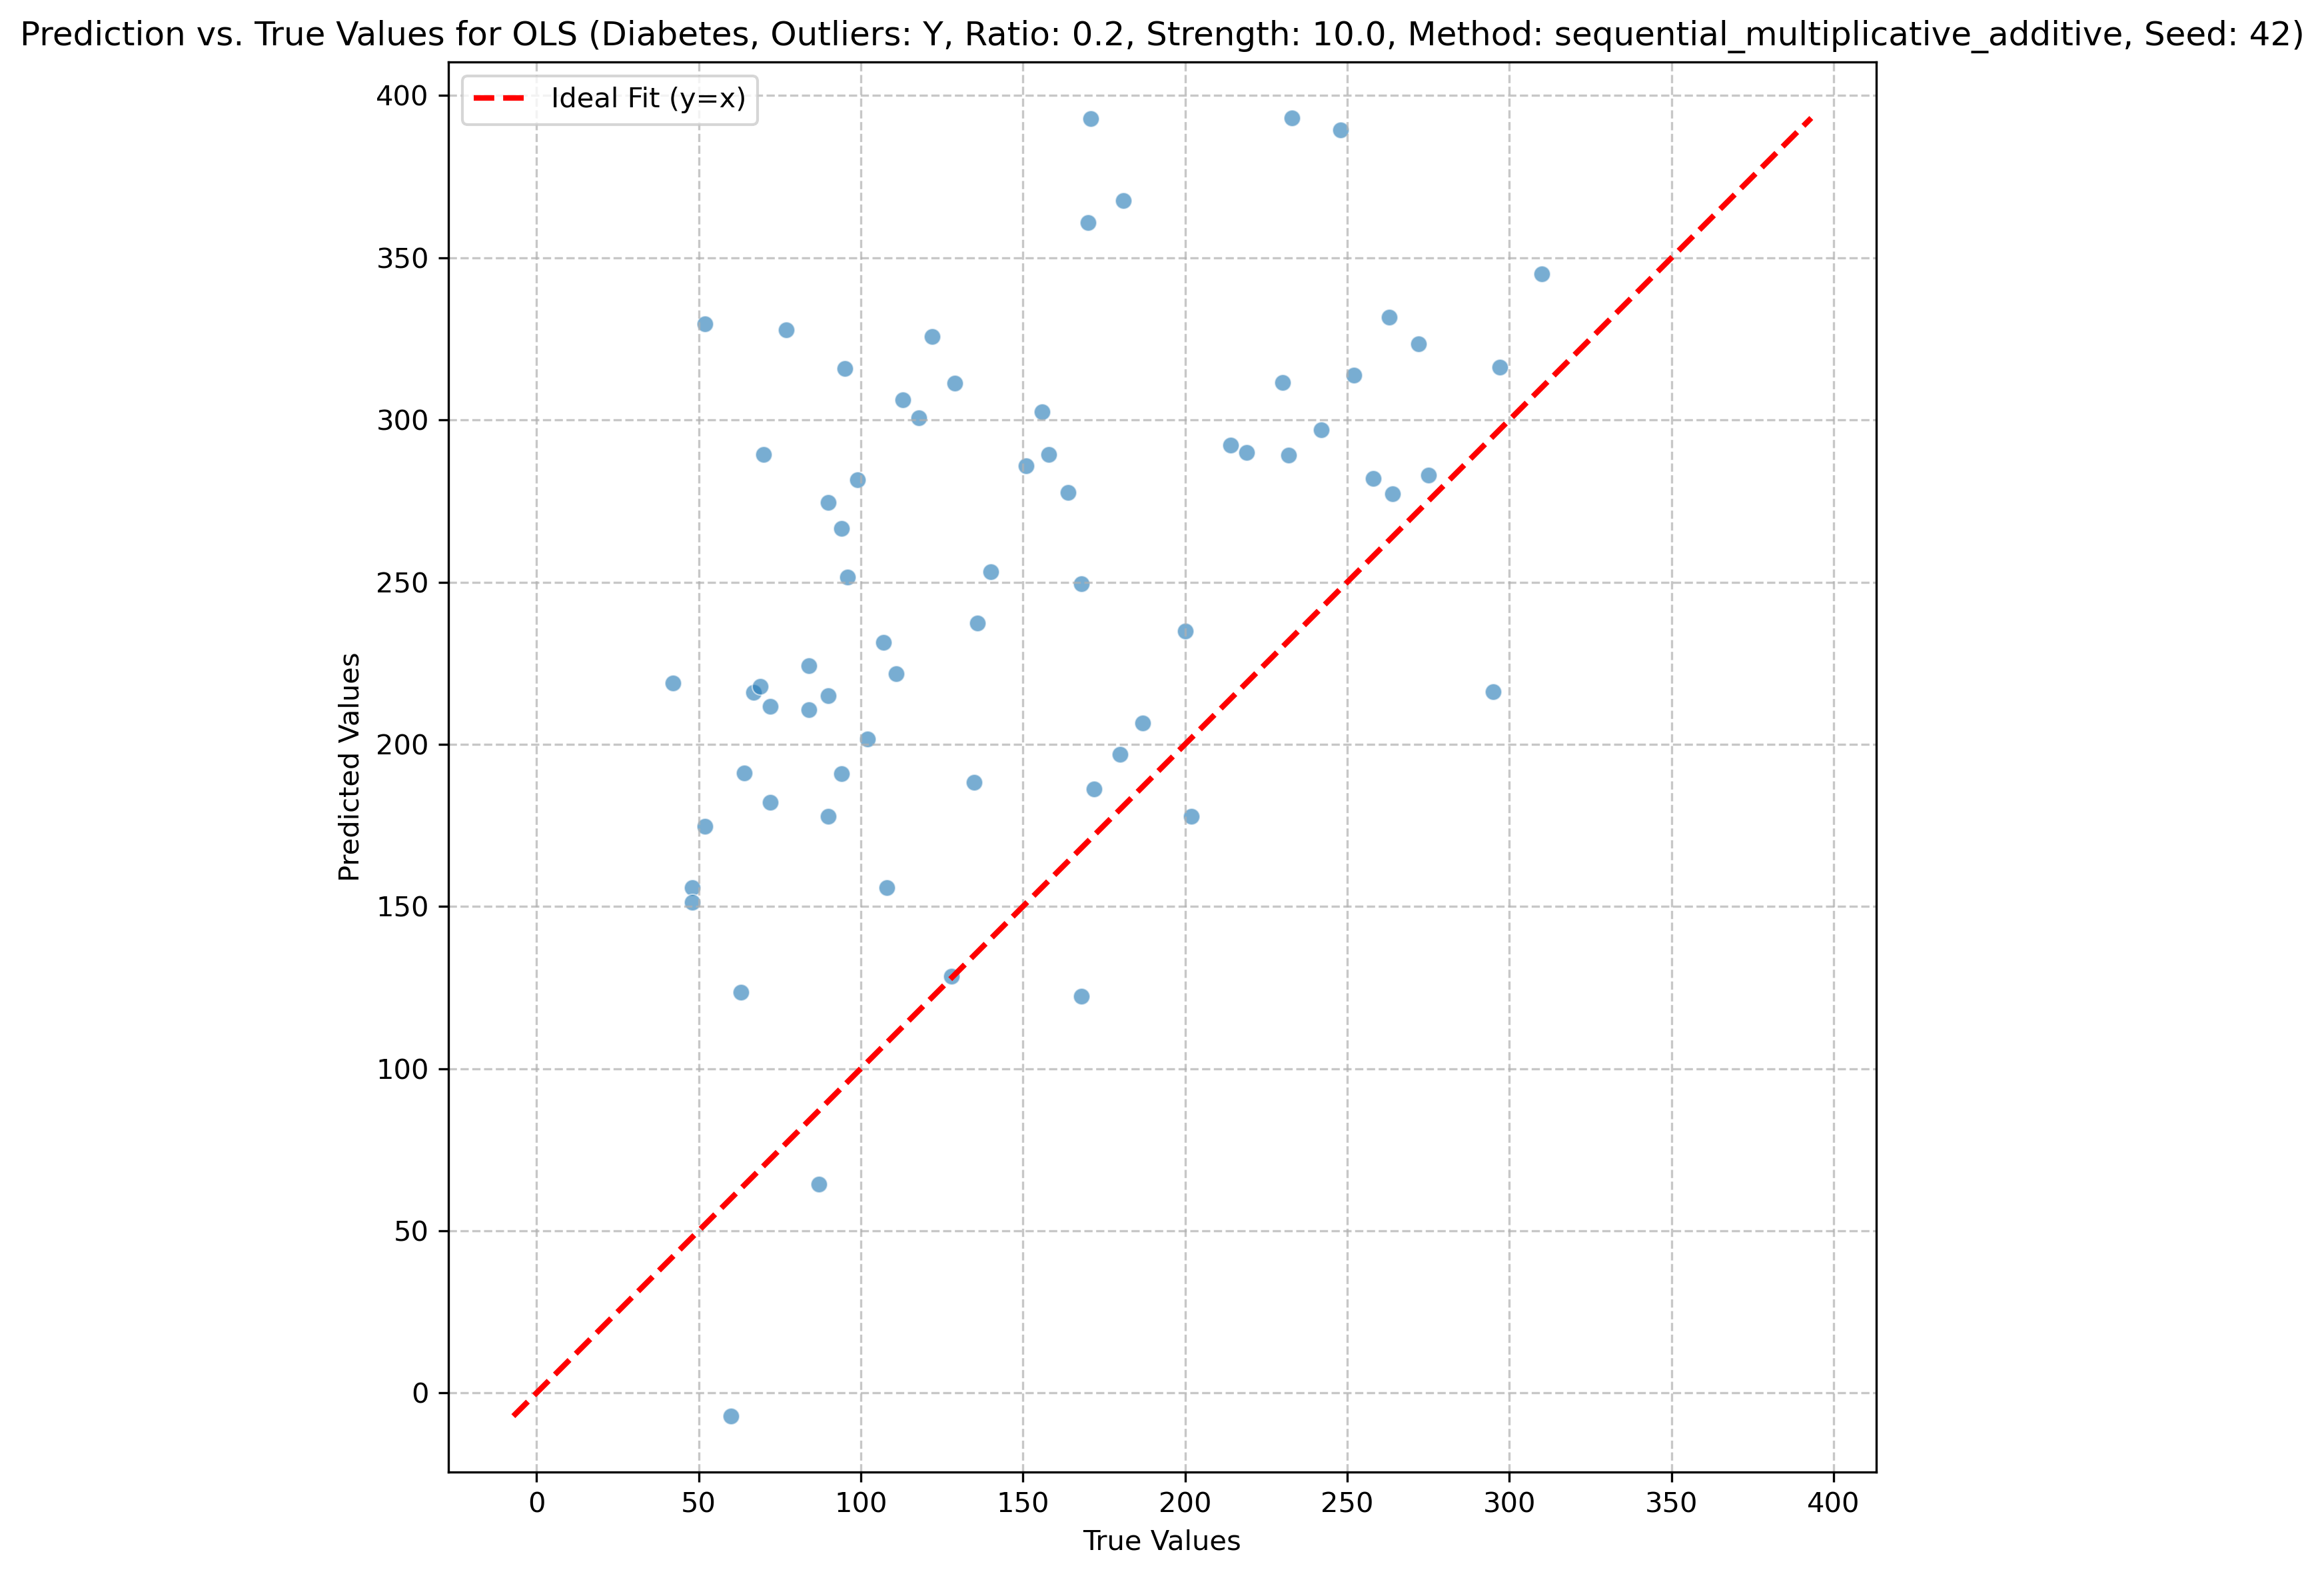 Prediction vs. True Values for OLS (Diabetes, Outliers: Y, Ratio: 0.2, Strength: 10.0, Method: sequential_multiplicative_additive, Seed: 42)
Ideal Fit (y=x)
400
350
300
250
200
150
100
50
0
Predicted Values
0 50 100 150 200 250 300 350 400
True Values